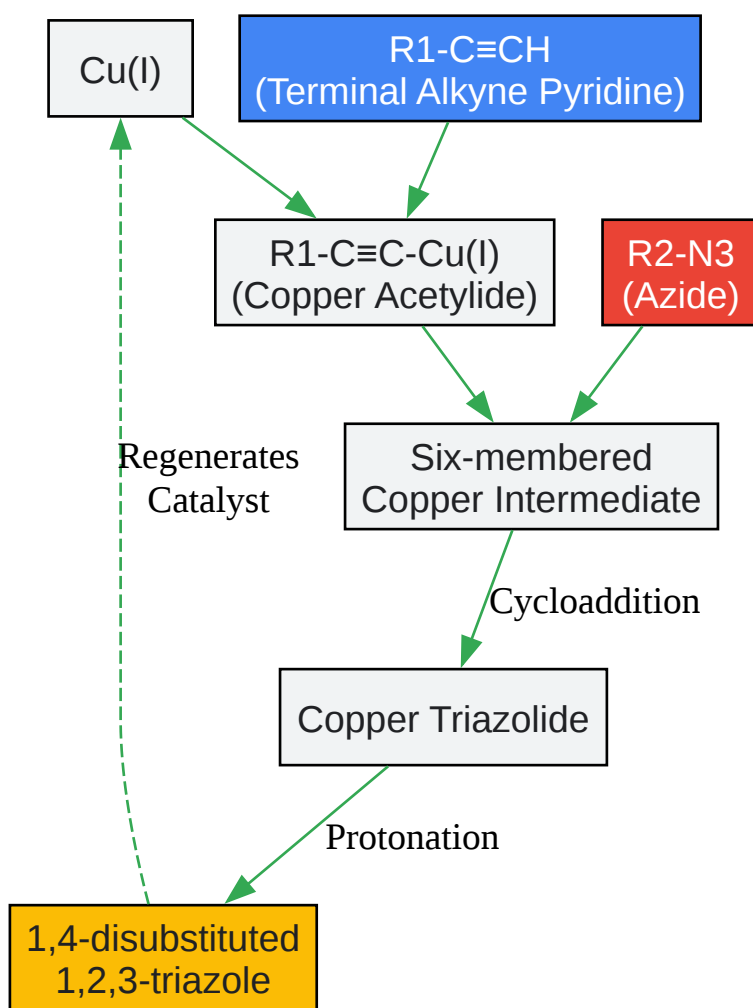 Cu(I)
R1-C≡CH
(Terminal Alkyne Pyridine)
R1-C≡C-Cu(I)
(Copper Acetylide)
R2-N3
(Azide)
Six-membered
Copper Intermediate
Regenerates
Catalyst
Cycloaddition
Copper Triazolide
Protonation
1,4-disubstituted
1,2,3-triazole